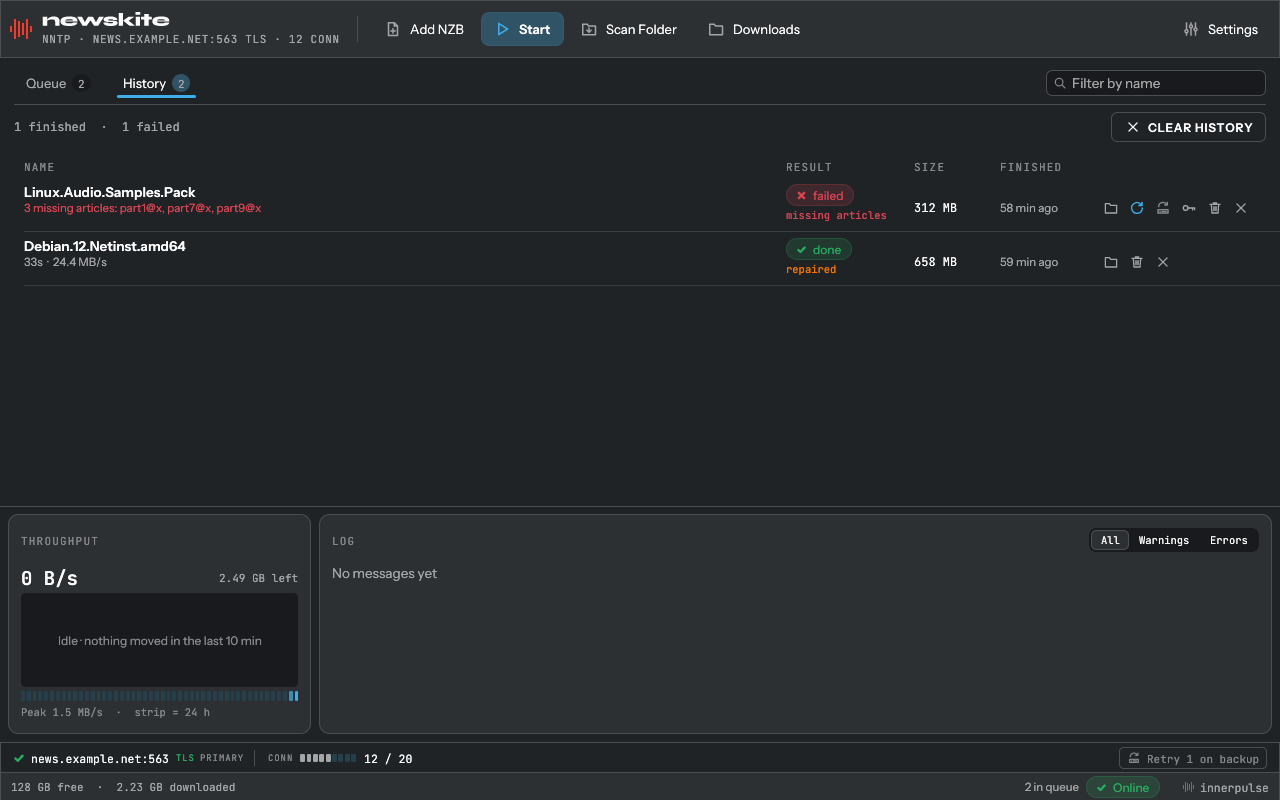 newskite
NNTP · NEWS.EXAMPLE.NET:563 TLS · 12 CONN
Add NZB
Start
Scan Folder
Downloads
Settings
Queue 2
History 2
Filter by name
1 finished · 1 failed
CLEAR HISTORY
NAME RESULT SIZE FINISHED
Linux.Audio.Samples.Pack
3 missing articles: part1@x, part7@x, part9@x
failed
missing articles
312 MB
58 min ago
Debian.12.Netinst.amd64
33s · 24.4 MB/s
done
repaired
658 MB
59 min ago
THROUGHPUT
0 B/s
2.49 GB left
Idle · nothing moved in the last 10 min
Peak 1.5 MB/s · strip = 24 h
LOG
All Warnings Errors
No messages yet
news.example.net:563 TLS PRIMARY CONN 12 / 20
Retry 1 on backup
128 GB free · 2.23 GB downloaded
2 in queue
Online
innerpulse